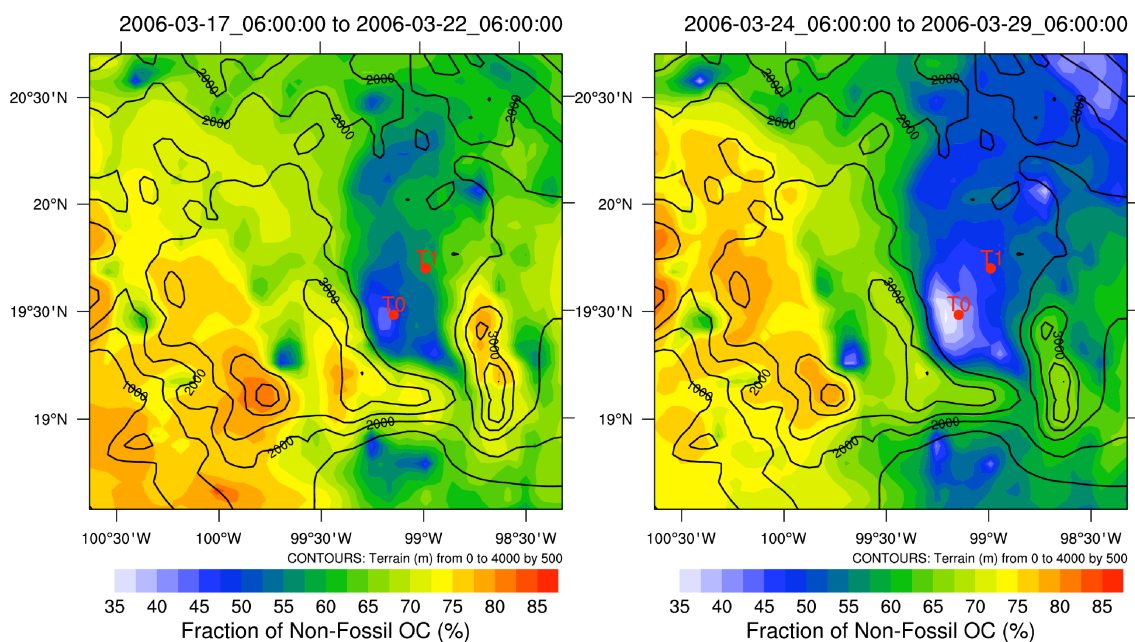 2006-03-17_06:00:00 to 2006-03-22_06:00:00
2000
2000
2000
2000
3000
3000
1000
2000
2000
2000
T1
T0
20°30'N
20°N
19°30'N
19°N
100°30'W
100°W
99°30'W
99°W
98°30'W
CONTOURS: Terrain (m) from 0 to 4000 by 500
35 40 45 50 55 60 65 70 75 80 85
Fraction of Non-Fossil OC (%)
2006-03-24_06:00:00 to 2006-03-29_06:00:00
2000
2000
2000
2000
2000
3000
3000
1000
2000
2000
2000
T1
T0
20°30'N
20°N
19°30'N
19°N
100°30'W
100°W
99°30'W
99°W
98°30'W
CONTOURS: Terrain (m) from 0 to 4000 by 500
35 40 45 50 55 60 65 70 75 80 85
Fraction of Non-Fossil OC (%)